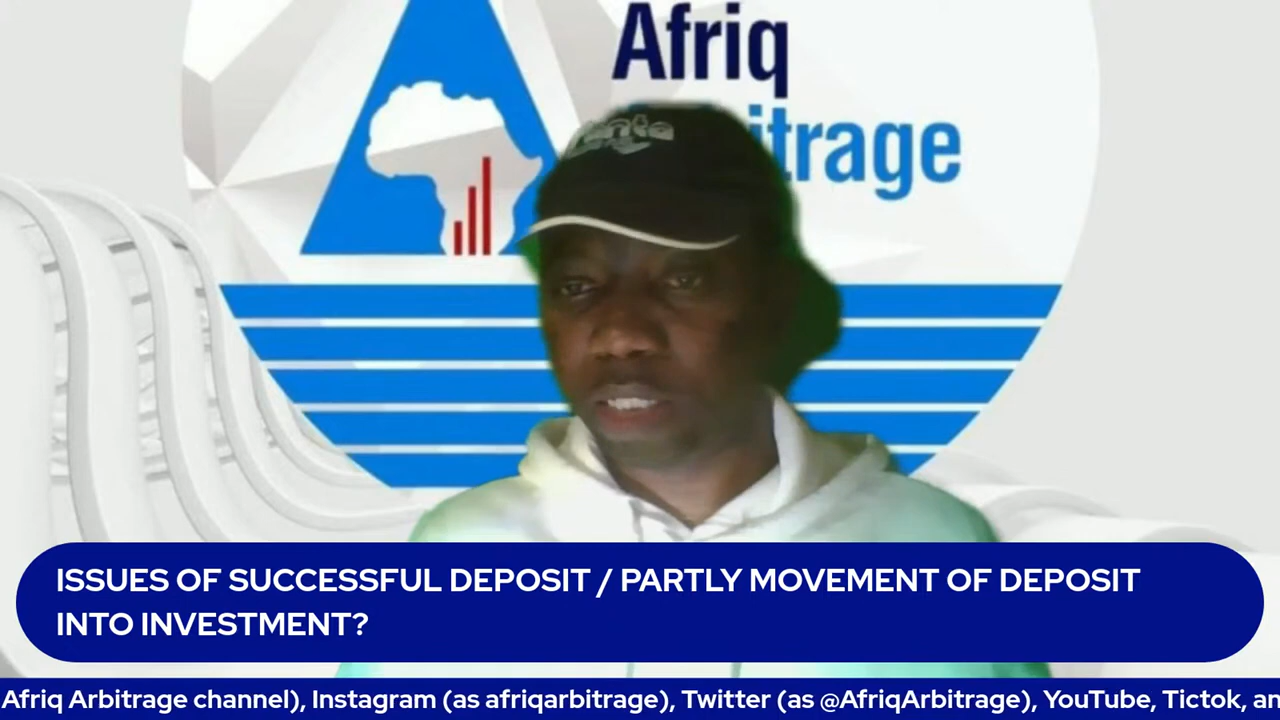 Afriq
itrage
ISSUES OF SUCCESSFUL DEPOSIT / PARTLY MOVEMENT OF DEPOSIT
INTO INVESTMENT?
Afriq Arbitrage channel), Instagram (as afriqarbitrage), Twitter (as @AfriqArbitrage), YouTube, Tictok, an